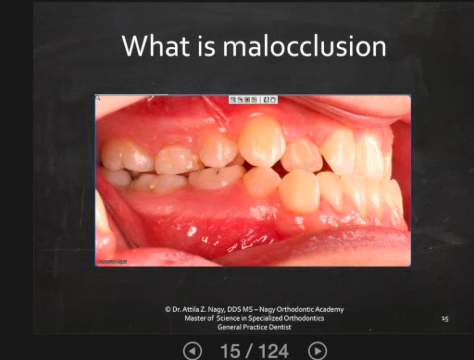 What is malocclusion
© Dr. Attila Z. Nagy, DDS MS – Nagy Orthodontic Academy
Master of Science in Specialized Orthodontics
General Practice Dentist
15
15 / 124